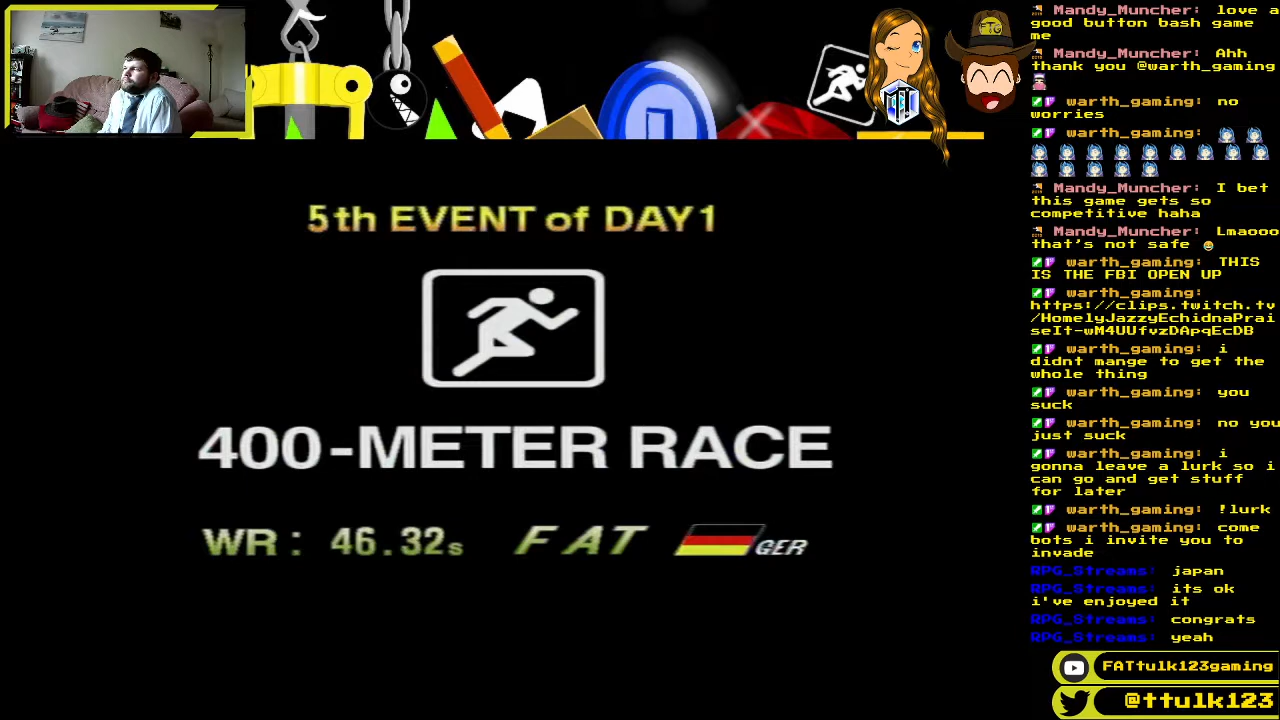 5th EVENT of DAY 1
400-METER RACE
WR: 46.32s FAT GER
Mandy_Muncher: love a
good button bash game
me
Mandy_Muncher: Ahh
thank you @warth_gaming
warth_gaming: no
worries
warth_gaming:
Mandy_Muncher: I bet
this game gets so
competitive haha
Mandy_Muncher: Lmaooo
that's not safe
warth_gaming: THIS
IS THE FBI OPEN UP
warth_gaming:
https://clips.twitch.tv
/HomelyJazzyEchidnaPrai
seIt-wM4UUfvzDApqEcDB
warth_gaming: i
didnt mange to get the
whole thing
warth_gaming: you
suck
warth_gaming: no you
just suck
warth_gaming: i
gonna leave a lurk so i
can go and get stuff
for later
warth_gaming: !lurk
warth_gaming: come
bots i invite you to
invade
RPG_Streams: japan
RPG_Streams: its ok
i've enjoyed it
RPG_Streams: congrats
RPG_Streams: yeah
FATtulk123gaming
@ttulk123